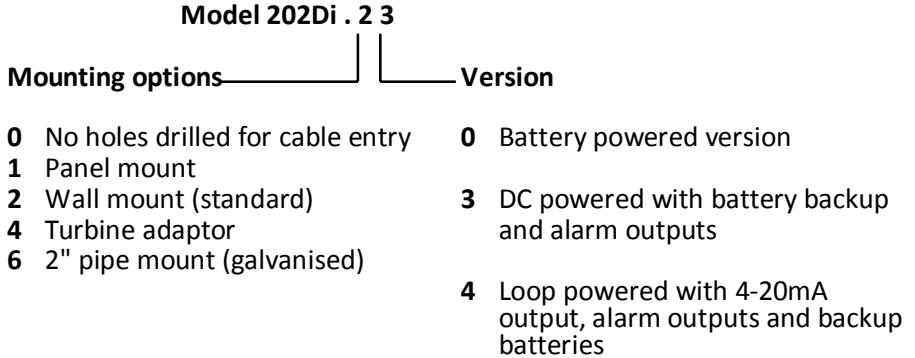 Model 202Di . 2 3
Mounting options
0 No holes drilled for cable entry
1 Panel mount
2 Wall mount (standard)
4 Turbine adaptor
6 2" pipe mount (galvanised)
Version
0 Battery powered version
3 DC powered with battery backup
and alarm outputs
4 Loop powered with 4-20mA
output, alarm outputs and backup
batteries